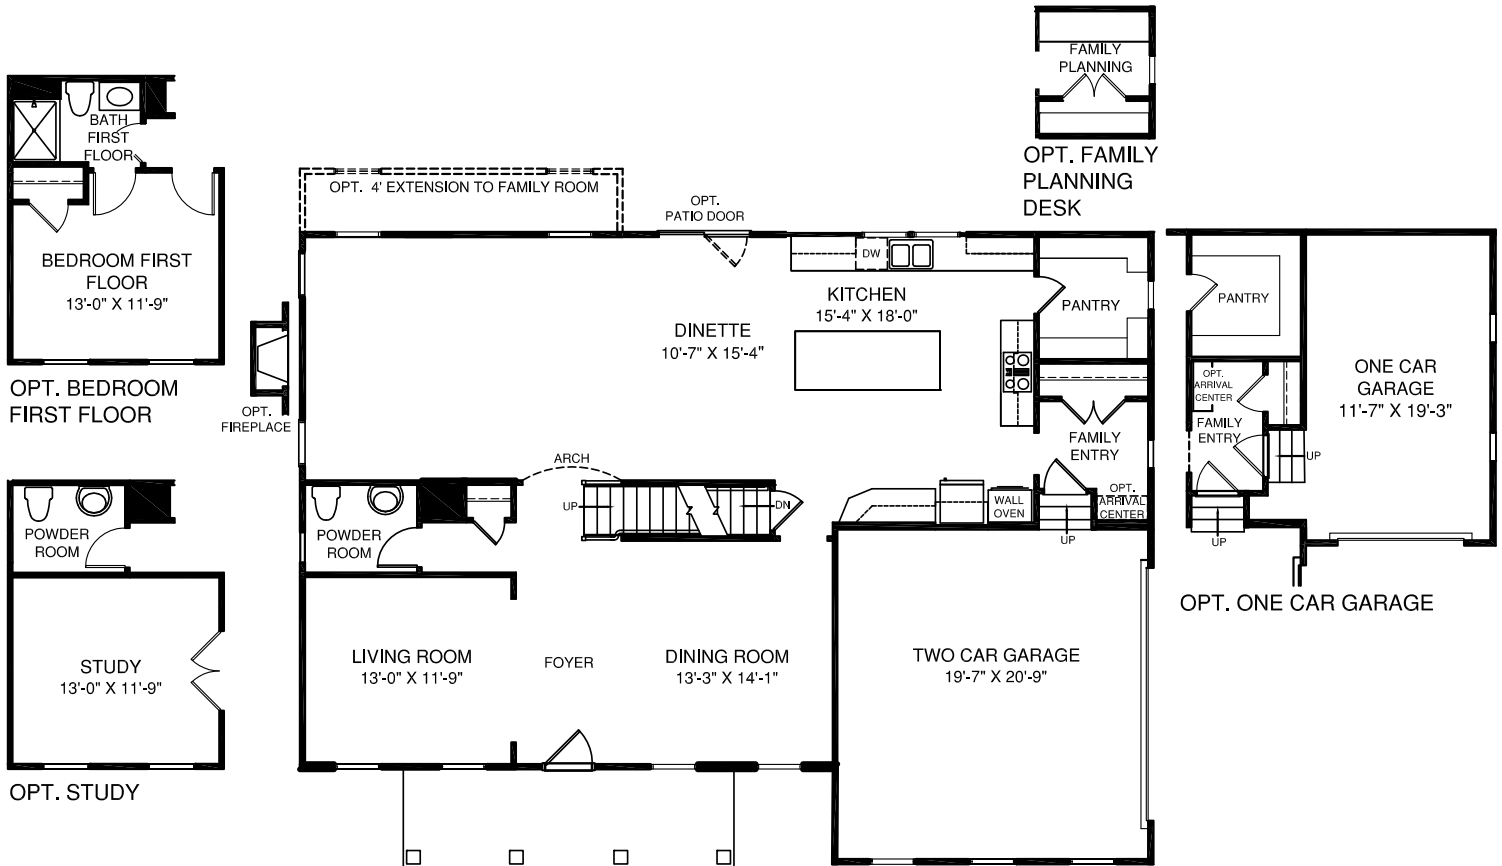 BATH
FIRST
FLOOR
BEDROOM FIRST
FLOOR
13'-0" X 11'-9"
OPT. BEDROOM
FIRST FLOOR
POWDER
ROOM
STUDY
13'-0" X 11'-9"
OPT. STUDY
OPT. 4' EXTENSION TO FAMILY ROOM
OPT.
PATIO DOOR
OPT.
FIREPLACE
DINETTE
10'-7" X 15'-4"
DW
KITCHEN
15'-4" X 18'-0"
PANTRY
FAMILY
ENTRY
OPT.
ARRIVAL
CENTER
WALL
OVEN
UP
ARCH
UP
DN
POWDER
ROOM
LIVING ROOM
13'-0" X 11'-9"
FOYER
DINING ROOM
13'-3" X 14'-1"
TWO CAR GARAGE
19'-7" X 20'-9"
FAMILY
PLANNING
OPT. FAMILY
PLANNING
DESK
PANTRY
OPT.
ARRIVAL
CENTER
FAMILY
ENTRY
UP
UP
ONE CAR
GARAGE
11'-7" X 19'-3"
OPT. ONE CAR GARAGE